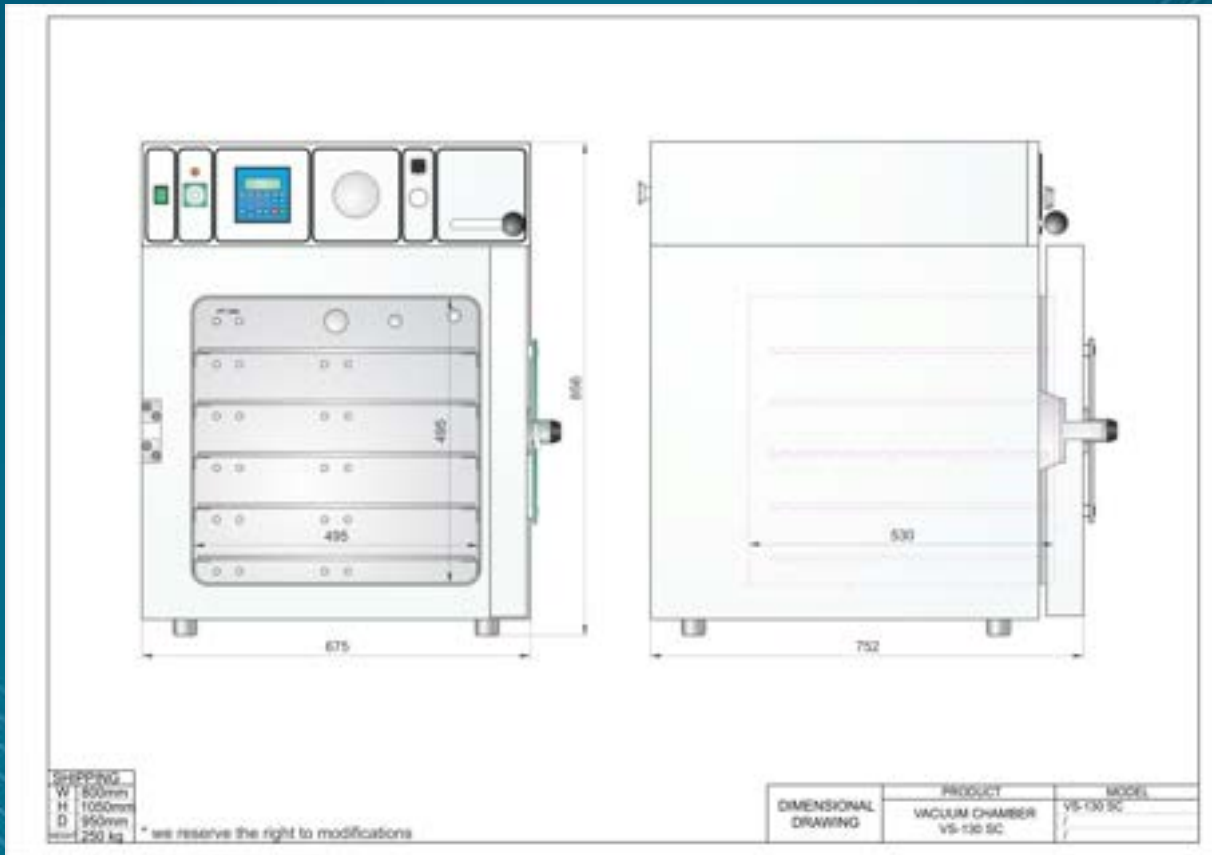 495
856
495
530
675
752
SHIPPING
W 800mm
H 1050mm
D 950mm
WEIGHT 250 kg
* we reserve the right to modifications
DIMENSIONAL DRAWING
PRODUCT
VACUUM CHAMBER
VS-130 SC
MODEL
VS-130 SC
/
/